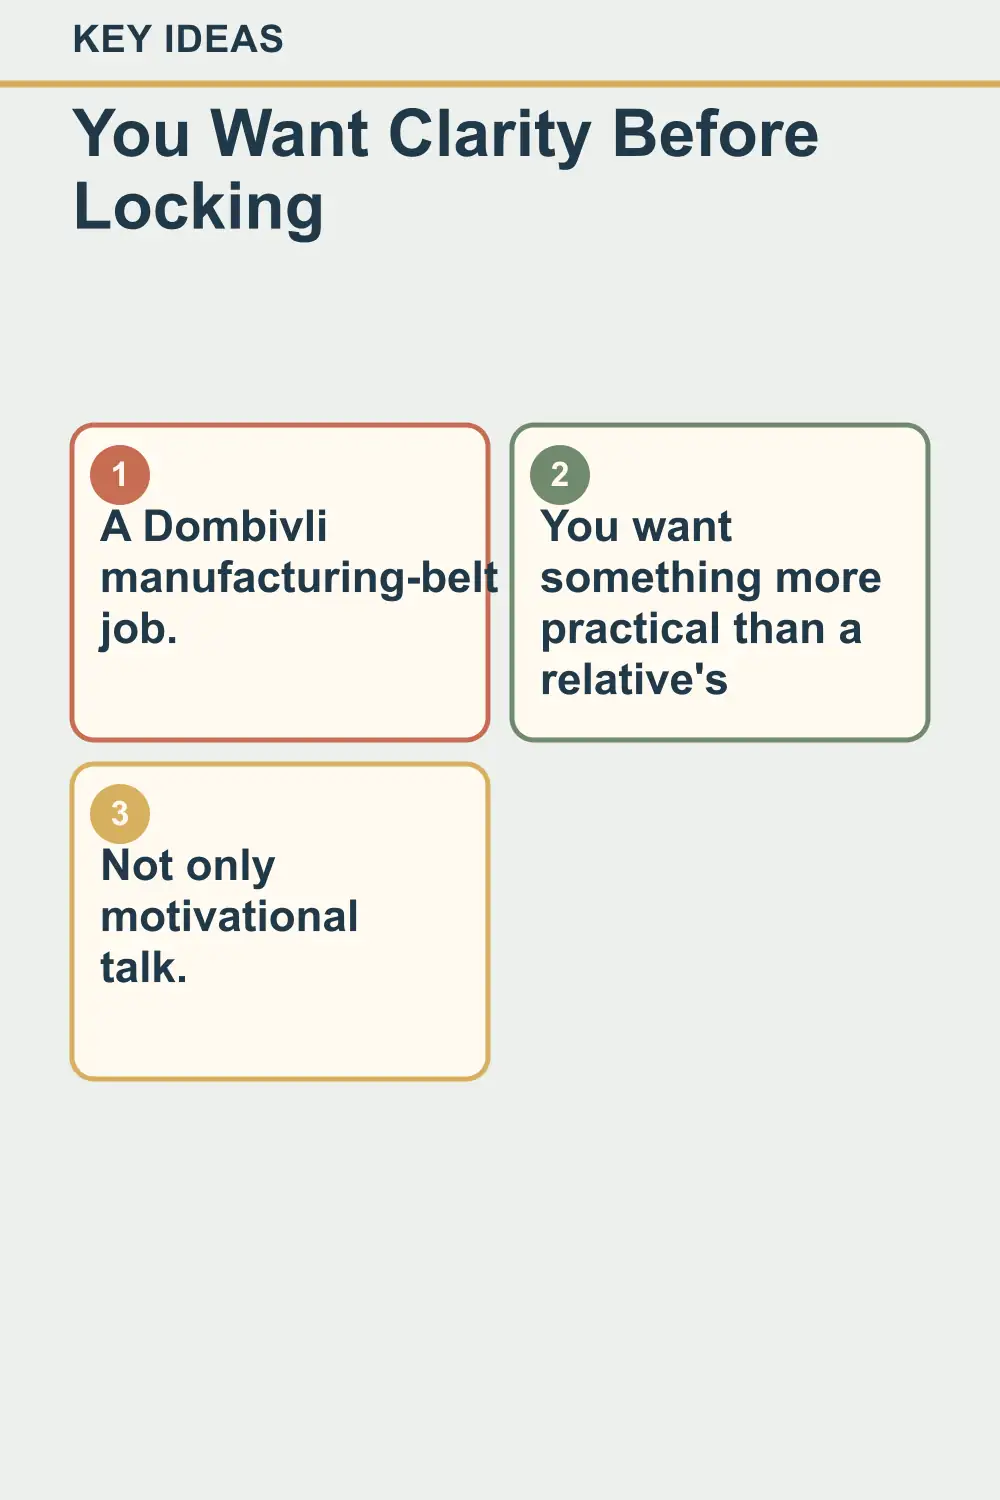 KEY IDEAS
You Want Clarity Before
Locking
1
A Dombivli
manufacturing-belt
job.
2
You want
something more
practical than a
relative's
3
Not only
motivational
talk.